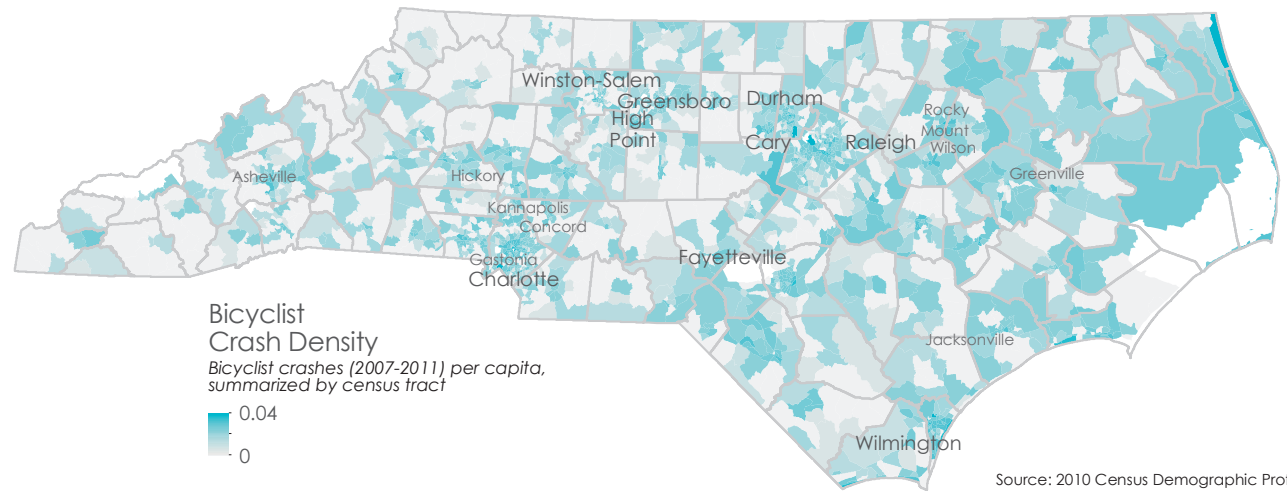 Winston-Salem
Greensboro
High
Point
Durham
Cary
Raleigh
Rocky
Mount
Wilson
Greenville
Asheville
Hickory
Kannapolis
Concord
Gastonia
Charlotte
Fayetteville
Jacksonville
Wilmington
Bicyclist
Crash Density
Bicyclist crashes (2007-2011) per capita,
summarized by census tract
0.04
0
Source: 2010 Census Demographic Pro